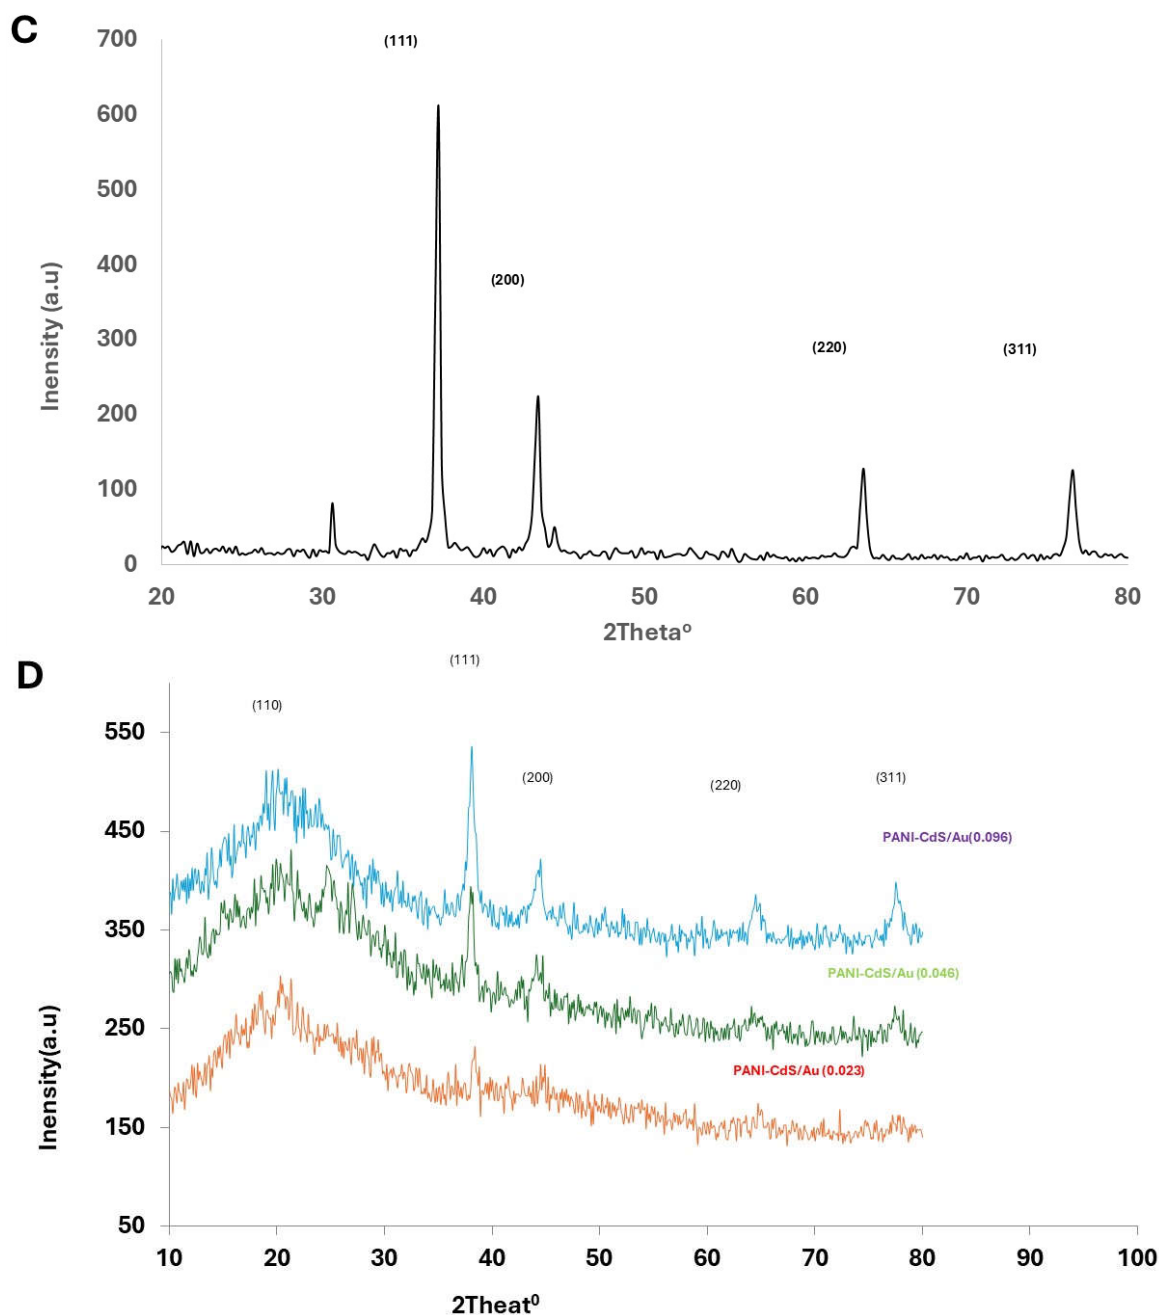 C
700
(111)
600
500
400
(200)
300
(220)
(311)
200
100
0
Inensity (a.u)
20 30 40 50 60 70 80
2Thetaº
D
(111)
(110)
550
(200)
(220)
(311)
450
PANI-CdS/Au(0.096)
350
PANI-CdS/Au (0.046)
250
PANI-CdS/Au (0.023)
150
50
Inensity(a.u)
10 20 30 40 50 60 70 80 90 100
2Theat⁰